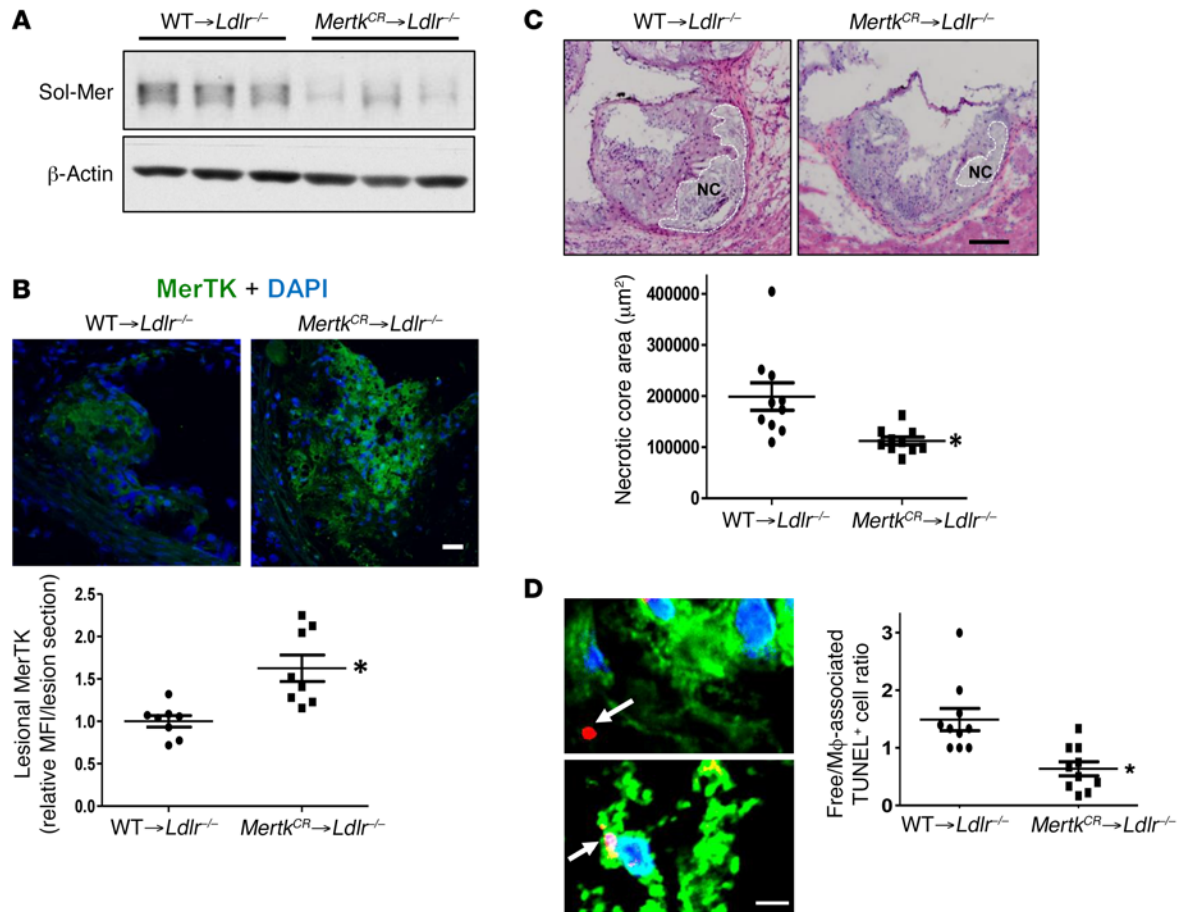 A
WT→Ldlr⁻/⁻
Mertkᶜᴿ→Ldlr⁻/⁻
Sol-Mer
β-Actin
B
MerTK + DAPI
WT→Ldlr⁻/⁻
Mertkᶜᴿ→Ldlr⁻/⁻
Lesional MerTK
(relative MFI/lesion section)
2.5
2.0
1.5
1.0
0.5
0.0
*
WT→Ldlr⁻/⁻
Mertkᶜᴿ→Ldlr⁻/⁻
C
WT→Ldlr⁻/⁻
Mertkᶜᴿ→Ldlr⁻/⁻
NC
NC
Necrotic core area (μm²)
400000
300000
200000
100000
0
*
WT→Ldlr⁻/⁻
Mertkᶜᴿ→Ldlr⁻/⁻
D
Free/Mϕ-associated
TUNEL⁺ cell ratio
3
2
1
0
*
WT→Ldlr⁻/⁻
Mertkᶜᴿ→Ldlr⁻/⁻